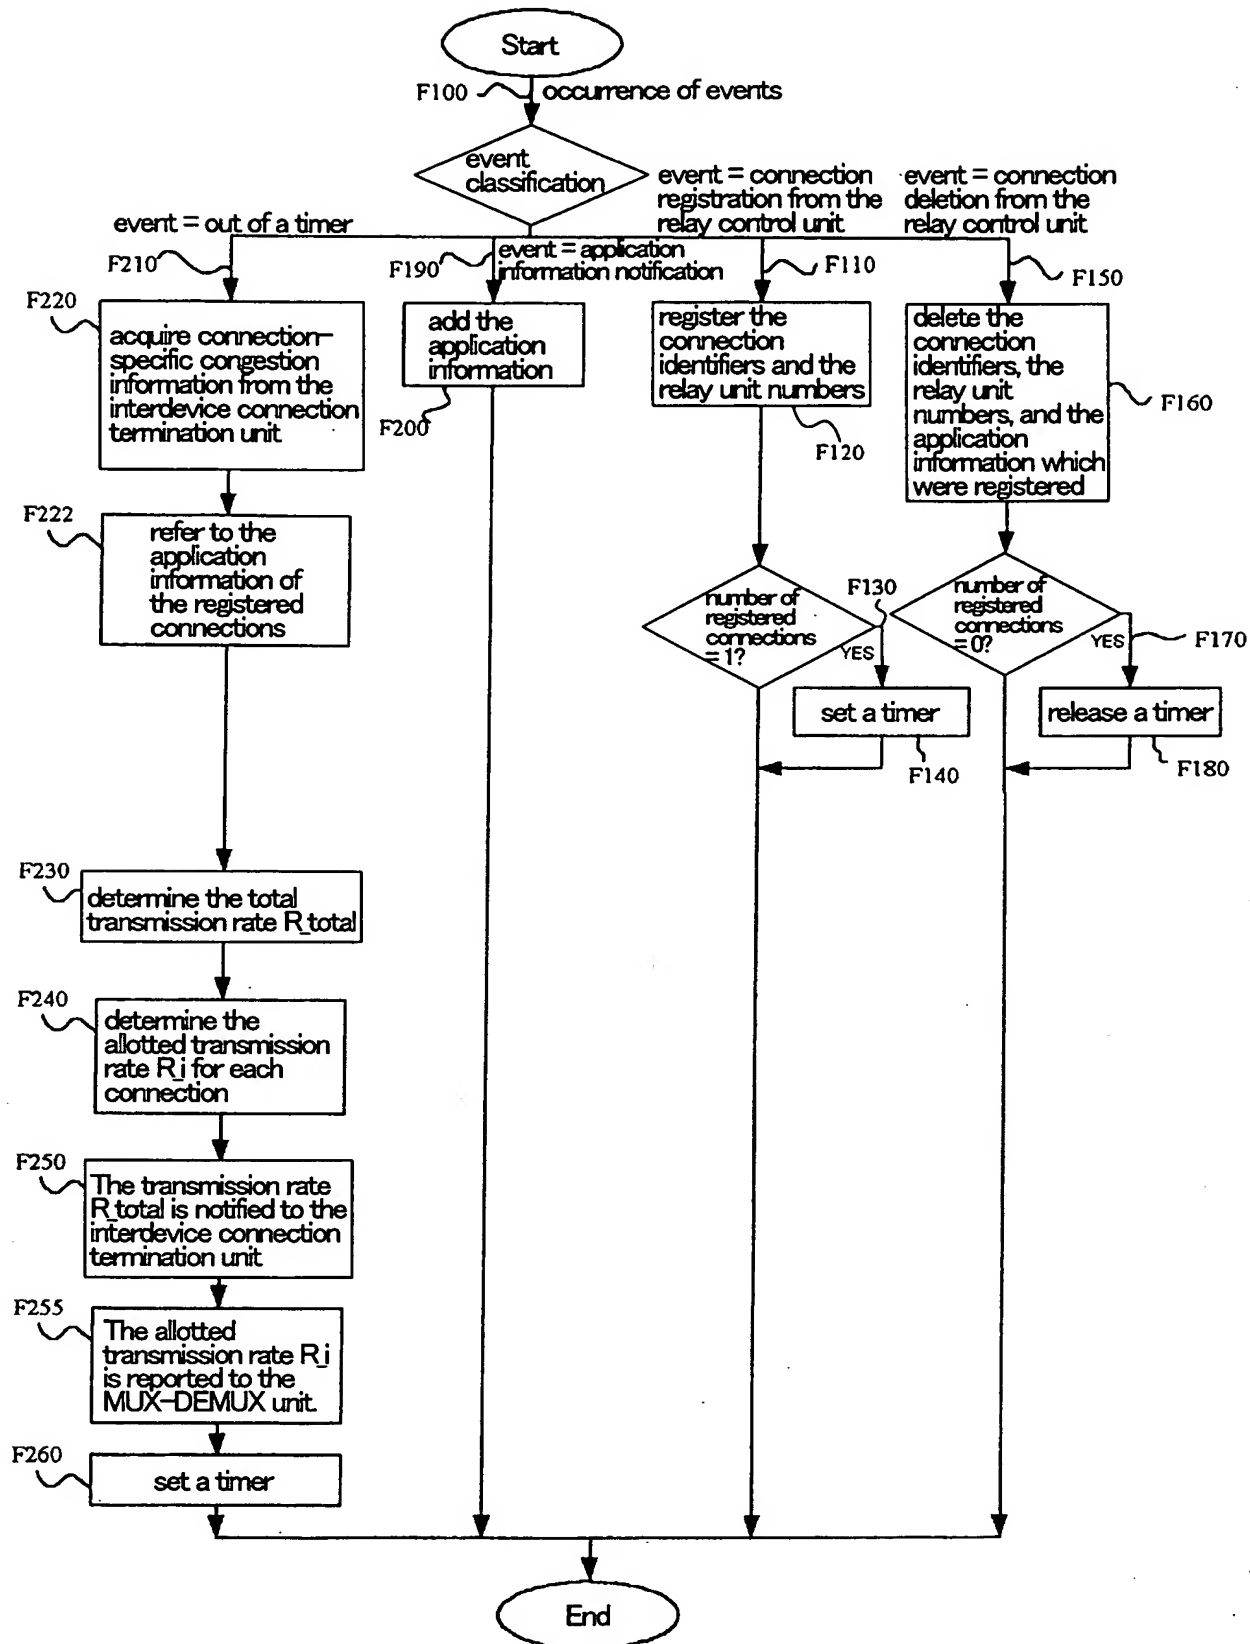 Start
F100
occurrence of events
event
classification
event = out of a timer
F210
F190
event = application
information notification
event = connection
registration from the
relay control unit
F110
event = connection
deletion from the
relay control unit
F150
F220
acquire connection-
specific congestion
information from the
interdevice connection
termination unit
add the
application
information
F200
register the
connection
identifiers and the
relay unit numbers
F120
delete the
connection
identifiers, the
relay unit
numbers, and the
application
information which
were registered
F160
F222
refer to the
application
information of
the registered
connections
number of
registered
connections
= 1?
F130
YES
set a timer
F140
number of
registered
connections
= 0?
YES
F170
release a timer
F180
F230
determine the total
transmission rate R_total
F240
determine the
allotted transmission
rate R_i for each
connection
F250
The transmission rate
R_total is notified to the
interdevice connection
termination unit
F255
The allotted
transmission rate R_i
is reported to the
MUX-DEMUX unit.
F260
set a timer
End